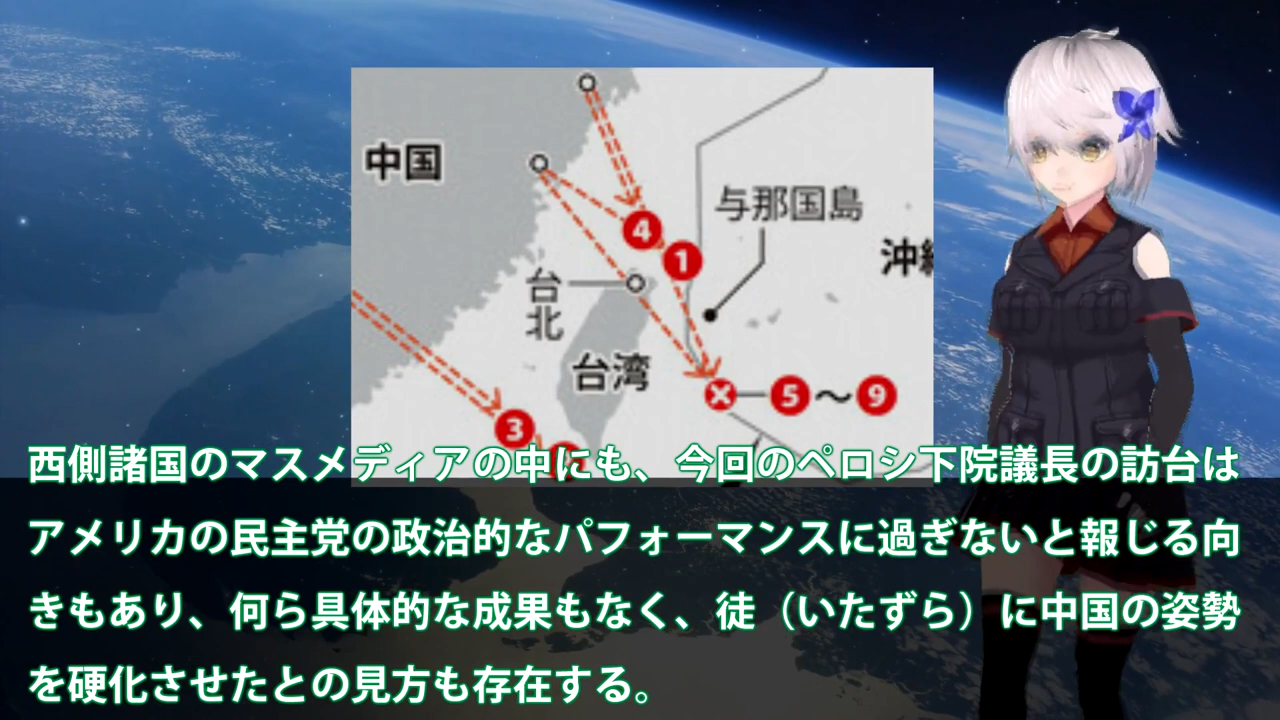 中国
与那国島
沖縄
台北
台湾
4
1
5〜9
3
西側諸国のマスメディアの中にも、今回のペロシ下院議長の訪台は
アメリカの民主党の政治的なパフォーマンスに過ぎないと報じる向
きもあり、何ら具体的な成果もなく、徒（いたずら）に中国の姿勢
を硬化させたとの見方も存在する。